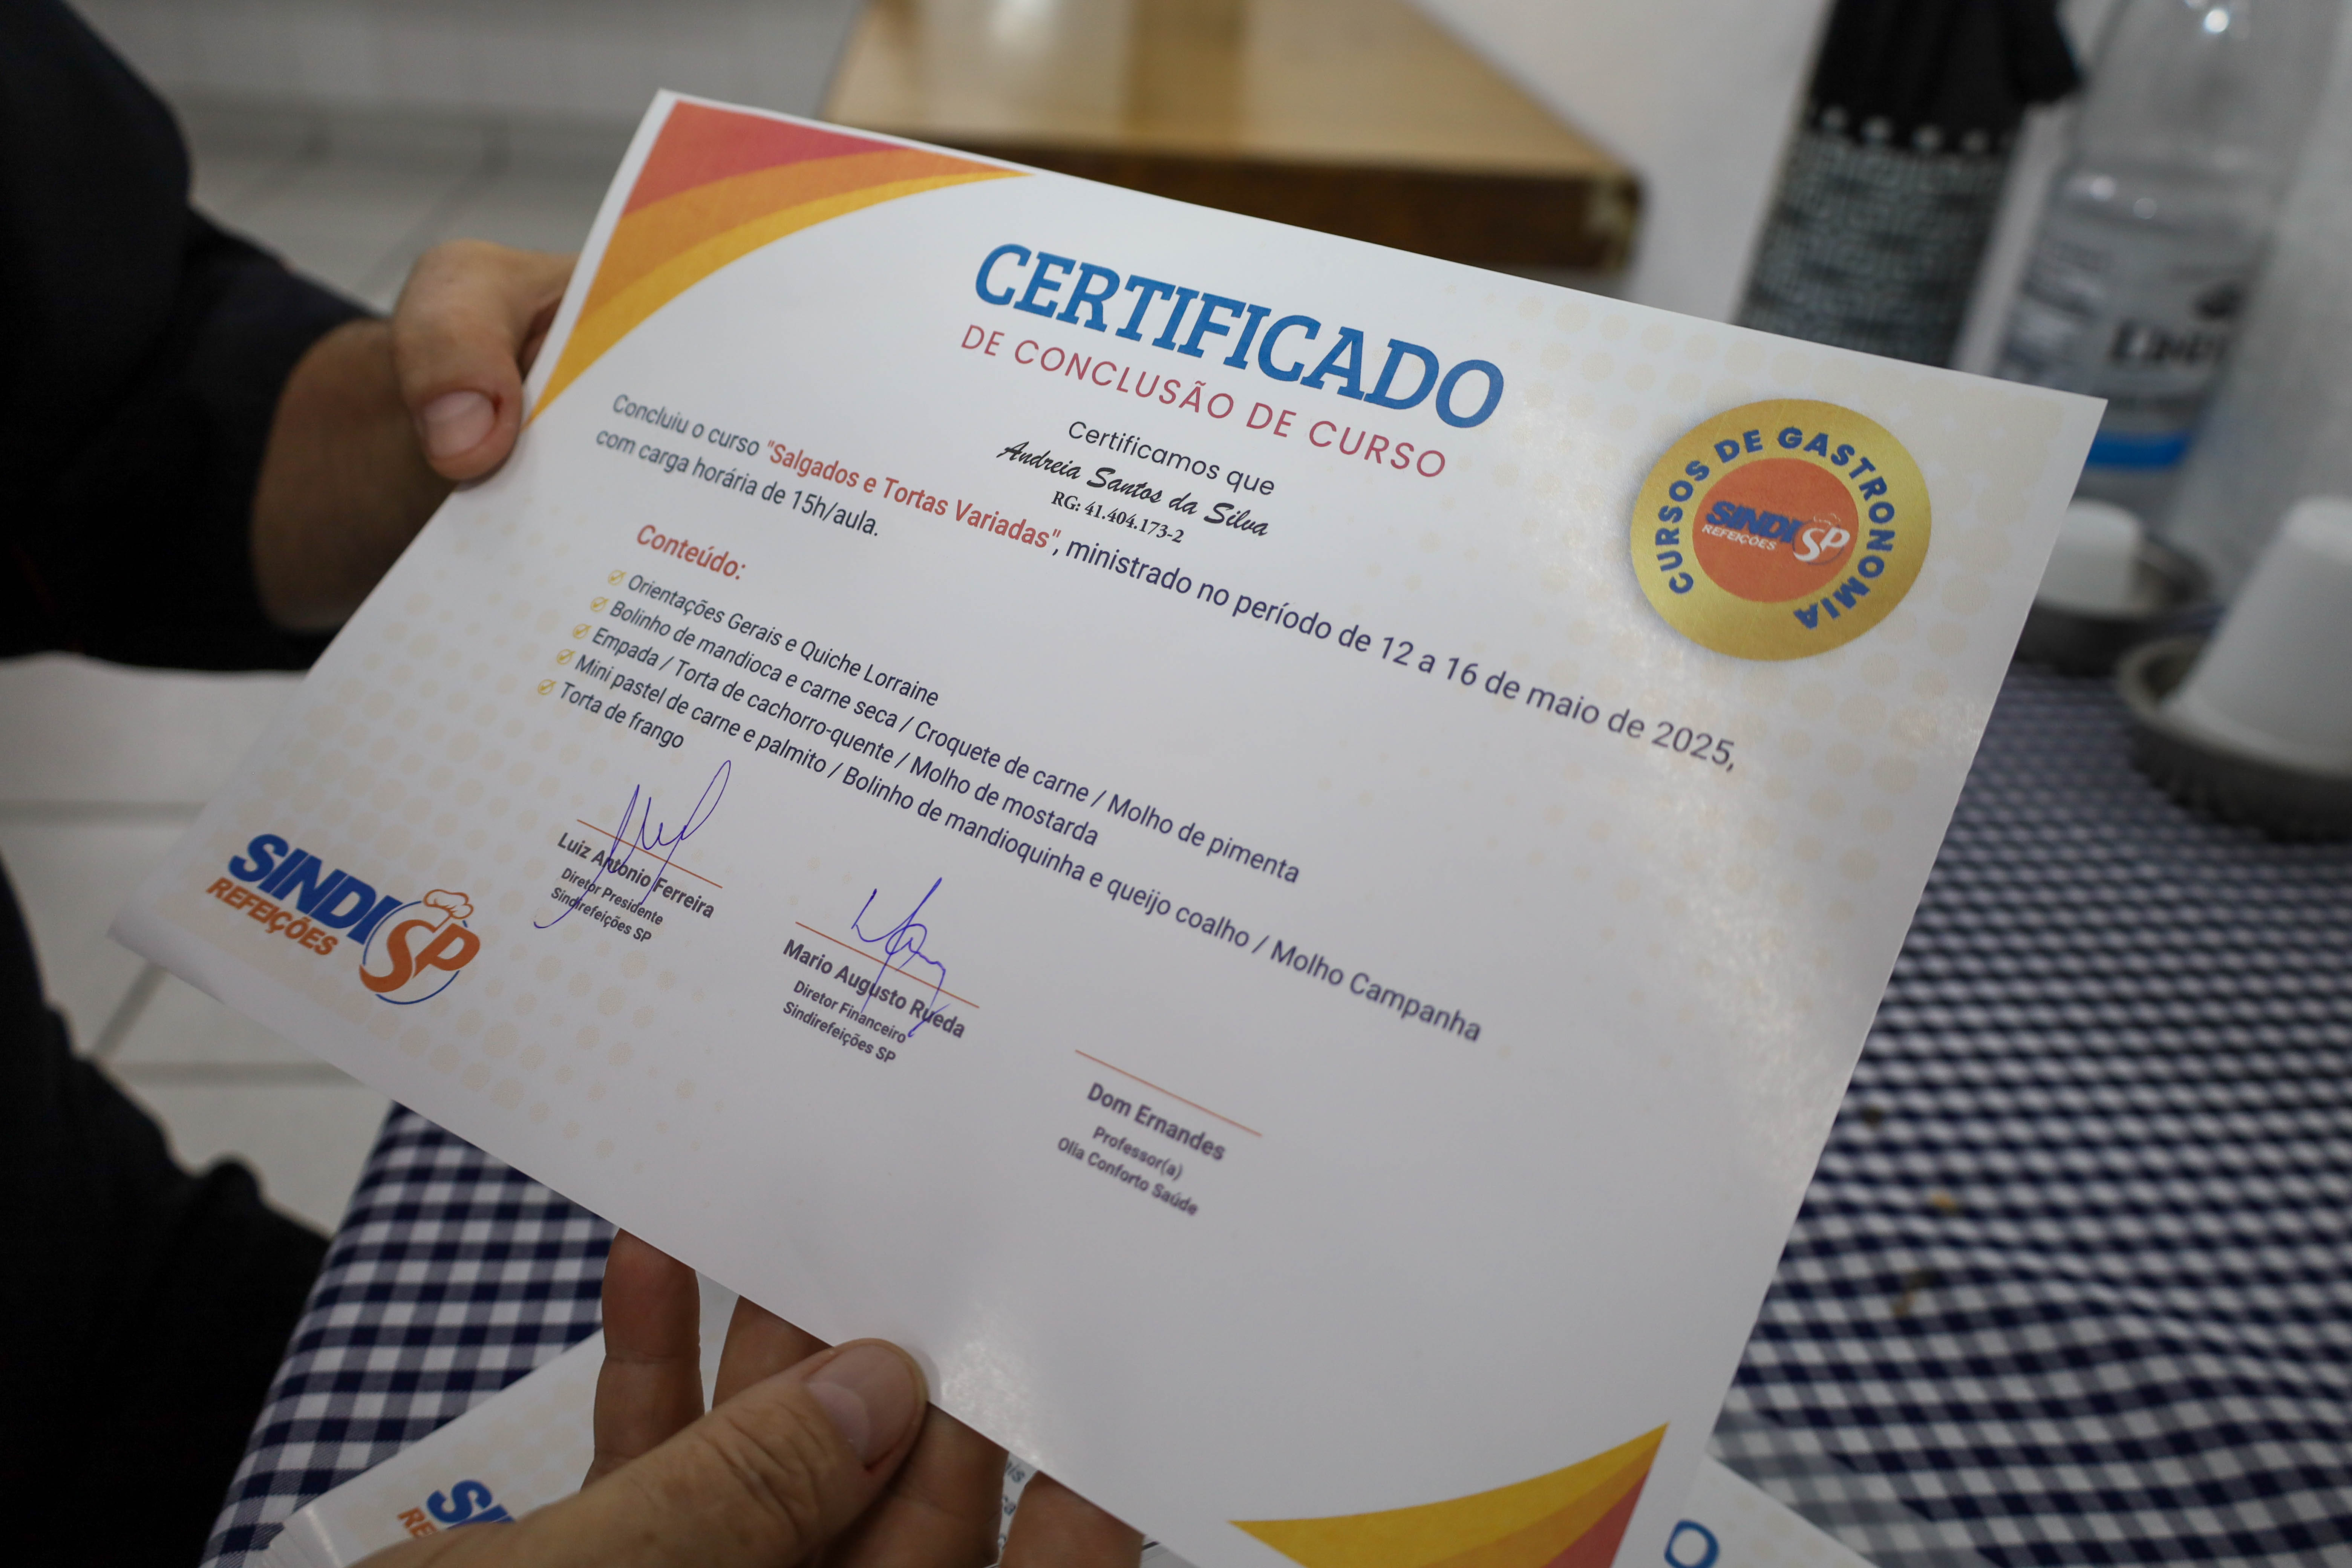 CERTIFICADO
DE CONCLUSÃO DE CURSO
Certificamos que
Andreia Santos da Silva
RG: 41.404.173-2
Concluiu o curso "Salgados e Tortas Variadas", ministrado no período de 12 a 16 de maio de 2025,
com carga horária de 15h/aula.
Conteúdo:
Orientações Gerais e Quiche Lorraine
Bolinho de mandioca e carne seca / Croquete de carne / Molho de pimenta
Empada / Torta de cachorro-quente / Molho de mostarda
Mini pastel de carne e palmito / Bolinho de mandioquinha e queijo coalho / Molho Campanha
Torta de frango
CURSOS DE GASTRONOMIA
SINDI SP
REFEIÇÕES
SINDI SP
REFEIÇÕES
Luiz Antonio Ferreira
Diretor Presidente
Sindirefeições SP
Mario Augusto Rueda
Diretor Financeiro
Sindirefeições SP
Dom Ernandes
Professor(a)
Olia Conforto Saúde